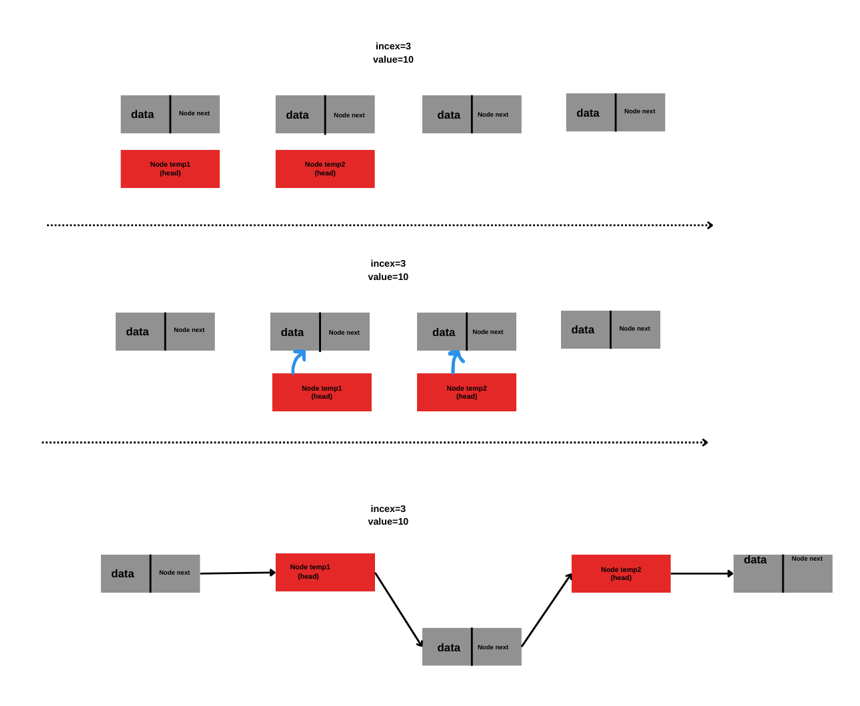 incex=3
value=10
data Node next data Node next data Node next data Node next
Node temp1 Node temp2
(head) (head)
incex=3
value=10
data Node next data Node next data Node next data Node next
Node temp1 Node temp2
(head) (head)
incex=3
value=10
data Node next Node temp1 Node temp2 data Node next
(head) (head)
data Node next